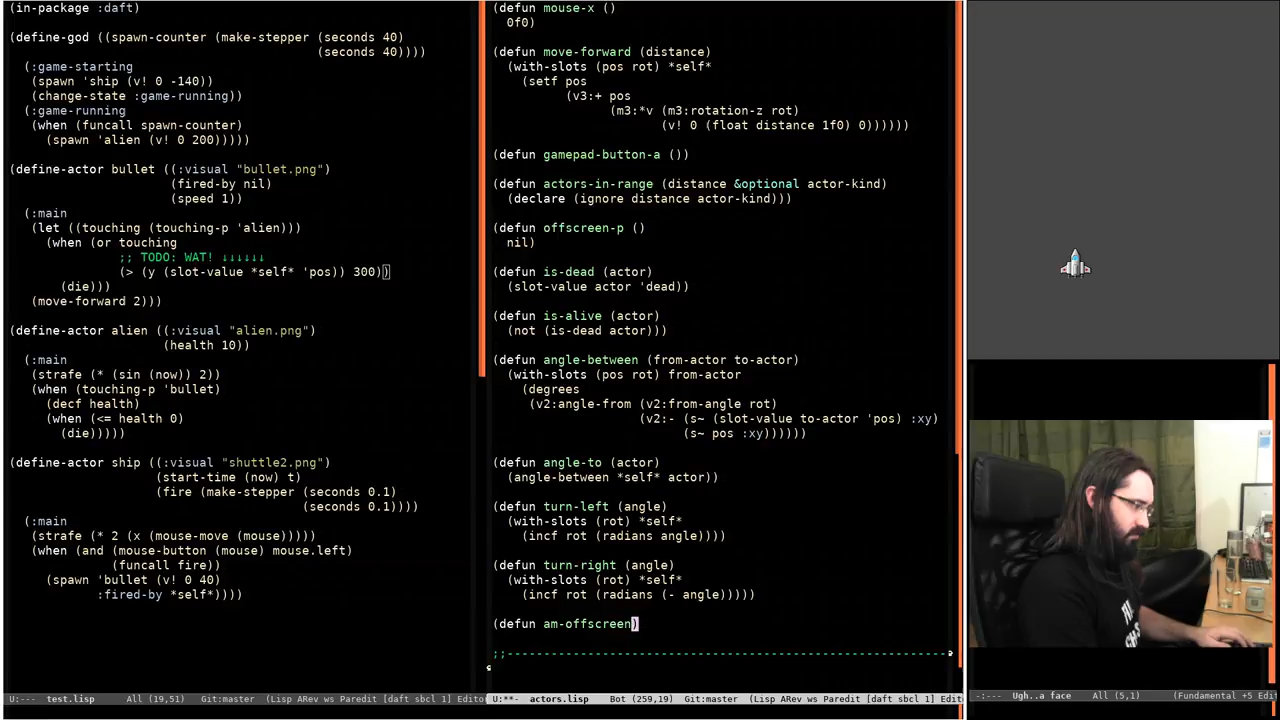 (in-package :daft)
(define-god ((spawn-counter (make-stepper (seconds 40)
(seconds 40))))
(:game-starting
(spawn 'ship (v! 0 -140))
(change-state :game-running))
(:game-running
(when (funcall spawn-counter)
(spawn 'alien (v! 0 200)))))
(define-actor bullet ((:visual "bullet.png")
(fired-by nil)
(speed 1))
(:main
(let ((touching (touching-p 'alien)))
(when (or touching
;; TODO: WAT! ↓↓↓↓↓↓
(> (y (slot-value *self* 'pos)) 300))
(die)))
(move-forward 2)))
(define-actor alien ((:visual "alien.png")
(health 10))
(:main
(strafe (* (sin (now)) 2))
(when (touching-p 'bullet)
(decf health)
(when (<= health 0)
(die)))))
(define-actor ship ((:visual "shuttle2.png")
(start-time (now) t)
(fire (make-stepper (seconds 0.1)
(seconds 0.1))))
(:main
(strafe (* 2 (x (mouse-move (mouse)))))
(when (and (mouse-button (mouse) mouse.left)
(funcall fire))
(spawn 'bullet (v! 0 40)
:fired-by *self*))))
U:--- test.lisp All (19,51) Git:master (Lisp ARev ws Paredit [daft sbcl 1] Edit
(defun mouse-x ()
0f0)
(defun move-forward (distance)
(with-slots (pos rot) *self*
(setf pos
(v3:+ pos
(m3:*v (m3:rotation-z rot)
(v! 0 (float distance 1f0) 0))))))
(defun gamepad-button-a ())
(defun actors-in-range (distance &optional actor-kind)
(declare (ignore distance actor-kind)))
(defun offscreen-p ()
nil)
(defun is-dead (actor)
(slot-value actor 'dead))
(defun is-alive (actor)
(not (is-dead actor)))
(defun angle-between (from-actor to-actor)
(with-slots (pos rot) from-actor
(degrees
(v2:angle-from (v2:from-angle rot)
(v2:- (s~ (slot-value to-actor 'pos) :xy)
(s~ pos :xy))))))
(defun angle-to (actor)
(angle-between *self* actor))
(defun turn-left (angle)
(with-slots (rot) *self*
(incf rot (radians angle))))
(defun turn-right (angle)
(with-slots (rot) *self*
(incf rot (radians (- angle)))))
(defun am-offscreen)
;;------------------------------------------------------------
U:**- actors.lisp Bot (259,19) Git:master (Lisp ARev ws Paredit [daft sbcl 1] Edit
-:--- Ugh..a face All (5,1) (Fundamental +5 Edit